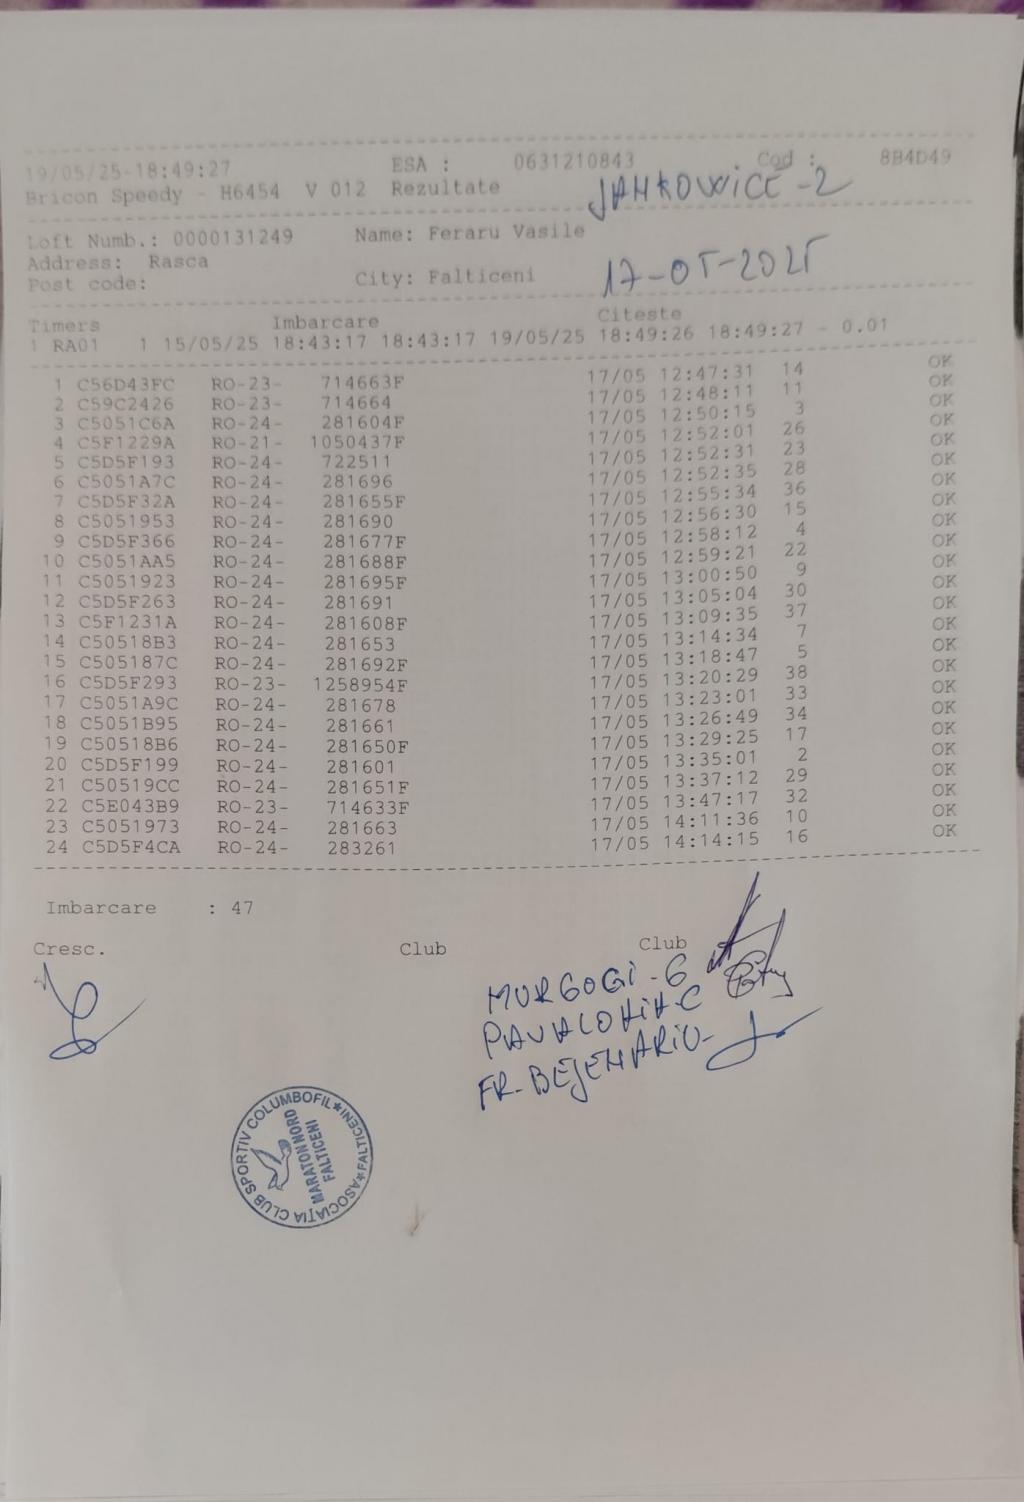 19/05/25-18:49:27 ESA : 0631210843 Cod : 8B4D49
Bricon Speedy - H6454 V 012 Rezultate
JANKOWICE-2
Loft Numb.: 0000131249 Name: Feraru Vasile
Address: Rasca
Post code: City: Falticeni
17-05-2025
Timers Imbarcare Citeste
1 RA01 1 15/05/25 18:43:17 18:43:17 19/05/25 18:49:26 18:49:27 - 0.01
1 C56D43FC RO-23- 714663F 17/05 12:47:31 14 OK
2 C59C2426 RO-23- 714664 17/05 12:48:11 11 OK
3 C5051C6A RO-24- 281604F 17/05 12:50:15 3 OK
4 C5F1229A RO-21- 1050437F 17/05 12:52:01 26 OK
5 C5D5F193 RO-24- 722511 17/05 12:52:31 23 OK
6 C5051A7C RO-24- 281696 17/05 12:52:35 28 OK
7 C5D5F32A RO-24- 281655F 17/05 12:55:34 36 OK
8 C5051953 RO-24- 281690 17/05 12:56:30 15 OK
9 C5D5F366 RO-24- 281677F 17/05 12:58:12 4 OK
10 C5051AA5 RO-24- 281688F 17/05 12:59:21 22 OK
11 C5051923 RO-24- 281695F 17/05 13:00:50 9 OK
12 C5D5F263 RO-24- 281691 17/05 13:05:04 30 OK
13 C5F1231A RO-24- 281608F 17/05 13:09:35 37 OK
14 C50518B3 RO-24- 281653 17/05 13:14:34 7 OK
15 C505187C RO-24- 281692F 17/05 13:18:47 5 OK
16 C5D5F293 RO-23- 1258954F 17/05 13:20:29 38 OK
17 C5051A9C RO-24- 281678 17/05 13:23:01 33 OK
18 C5051B95 RO-24- 281661 17/05 13:26:49 34 OK
19 C50518B6 RO-24- 281650F 17/05 13:29:25 17 OK
20 C5D5F199 RO-24- 281601 17/05 13:35:01 2 OK
21 C50519CC RO-24- 281651F 17/05 13:37:12 29 OK
22 C5E043B9 RO-23- 714633F 17/05 13:47:17 32 OK
23 C5051973 RO-24- 281663 17/05 14:11:36 10 OK
24 C5D5F4CA RO-24- 283261 17/05 14:14:15 16 OK
Imbarcare : 47
Cresc. Club Club
MURGOGI-G
PAVALOAIA-C
FR-BEJENARIU-
ASOCIAȚIA CLUB SPORTIV COLUMBOFIL*FALTICENI*
MARATON NORD
FALTICENI